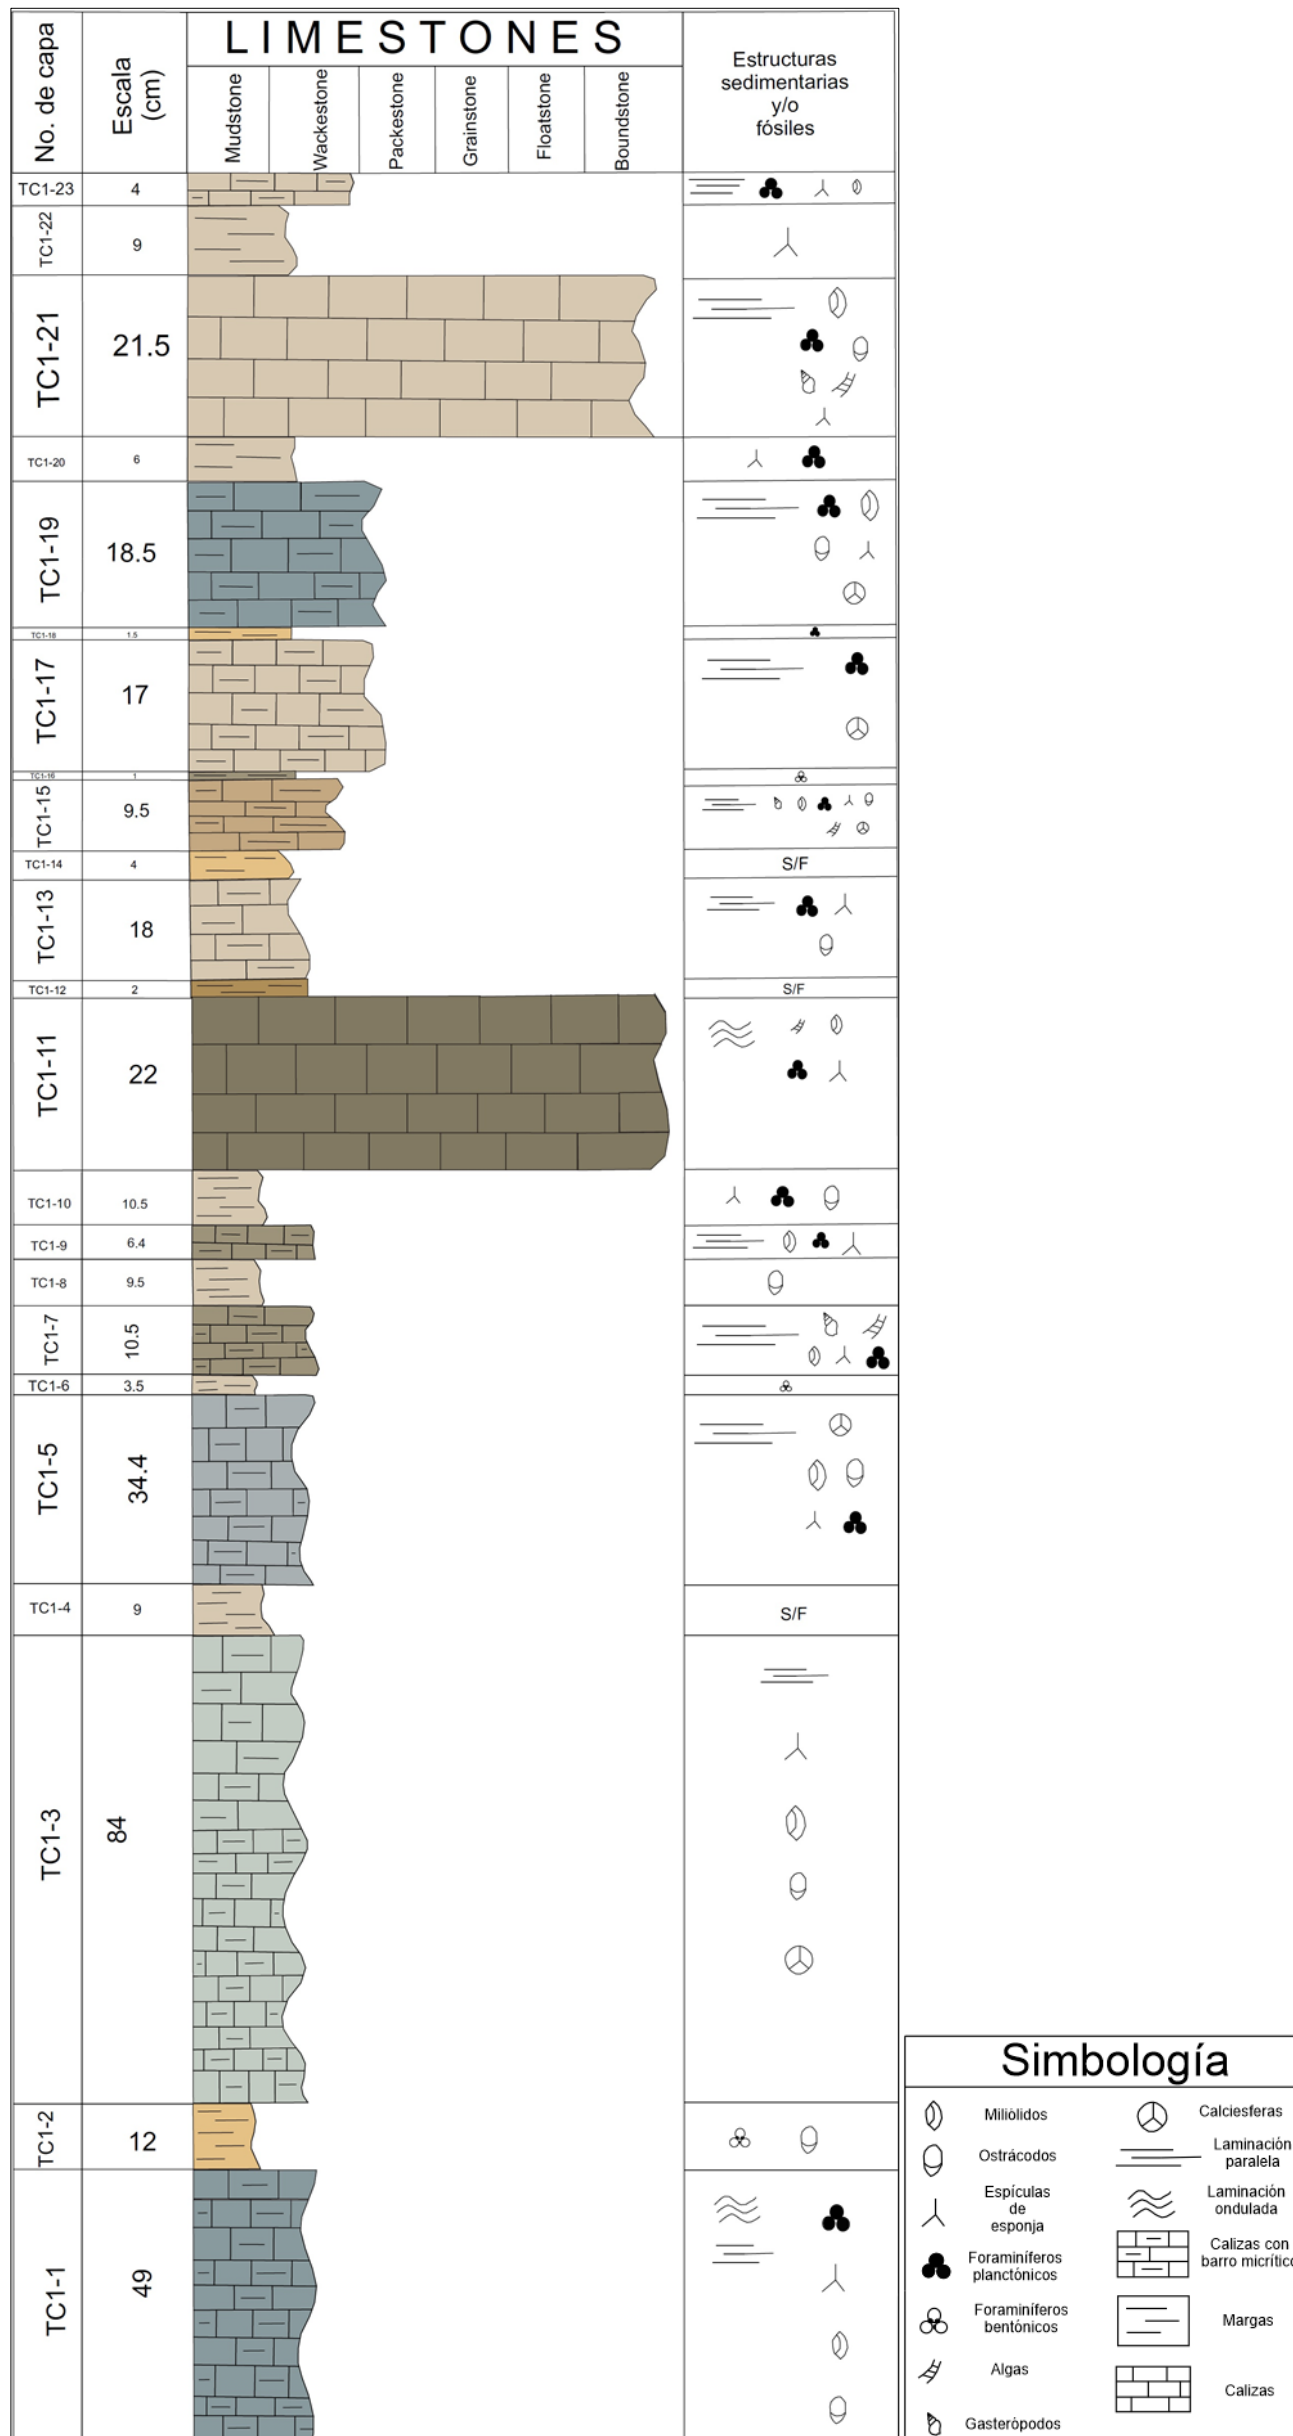 No. de capa
Escala
(cm)
LIMESTONES
Mudstone
Wackestone
Packestone
Grainstone
Floatstone
Boundstone
Estructuras
sedimentarias
y/o
fósiles
TC1-23
4
TC1-22
9
TC1-21
21.5
TC1-20
6
TC1-19
18.5
TC1-18
1.5
TC1-17
17
TC1-16
1
TC1-15
9.5
TC1-14
4
S/F
TC1-13
18
TC1-12
2
S/F
TC1-11
22
TC1-10
10.5
TC1-9
6.4
TC1-8
9.5
TC1-7
10.5
TC1-6
3.5
TC1-5
34.4
TC1-4
9
S/F
TC1-3
84
TC1-2
12
TC1-1
49
Simbología
Miliólidos
Ostrácodos
Espículas
de
esponja
Foraminíferos
planctónicos
Foraminíferos
bentónicos
Algas
Gasterópodos
Calciesferas
Laminación
paralela
Laminación
ondulada
Calizas con
barro micrítico
Margas
Calizas